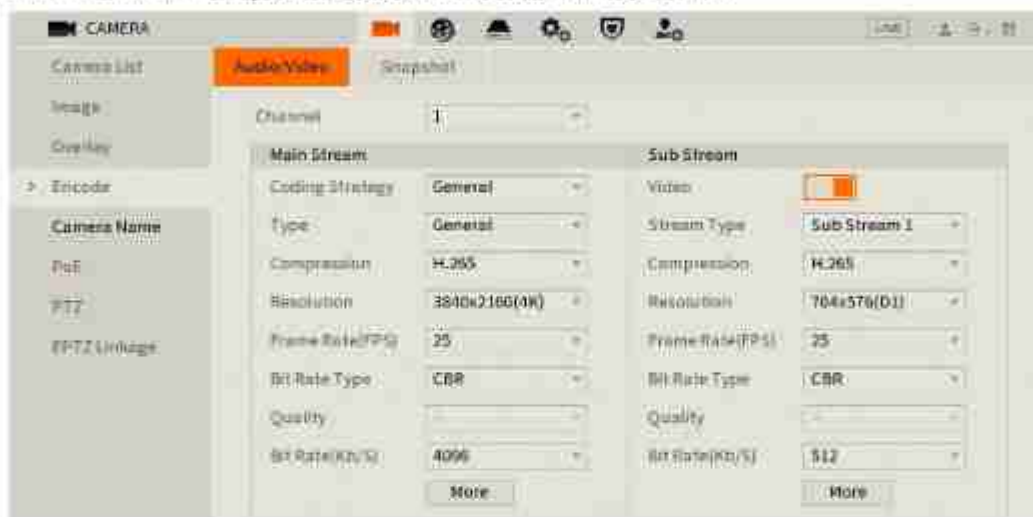 CAMERA LIVE
Camera List Audio/Video Snapshot
Image Channel 1
Overlay Main Stream Sub Stream
> Encode Coding Strategy General Video
Camera Name Type General Stream Type Sub Stream 1
PoE Compression H.265 Compression H.265
PTZ Resolution 3840x2160(4K) Resolution 704x576(D1)
EPTZ Linkage Frame Rate(FPS) 25 Frame Rate(FPS) 25
Bit Rate Type CBR Bit Rate Type CBR
Quality Quality
Bit Rate(Kb/S) 4096 Bit Rate(Kb/S) 512
More More